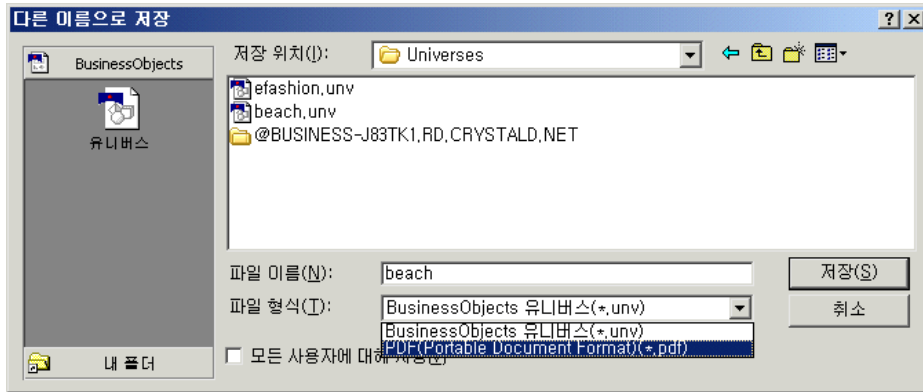 다른 이름으로 저장
BusinessObjects
유니버스
내 폴더
저장 위치(I):
Universes
efashion.unv
beach.unv
@BUSINESS-J83TK1.RD.CRYSTALD.NET
파일 이름(N):
beach
저장(S)
파일 형식(T):
BusinessObjects 유니버스(*.unv)
취소
BusinessObjects 유니버스(*.unv)
PDF(Portable Document Format)(*.pdf)
모든 사용자에 대해